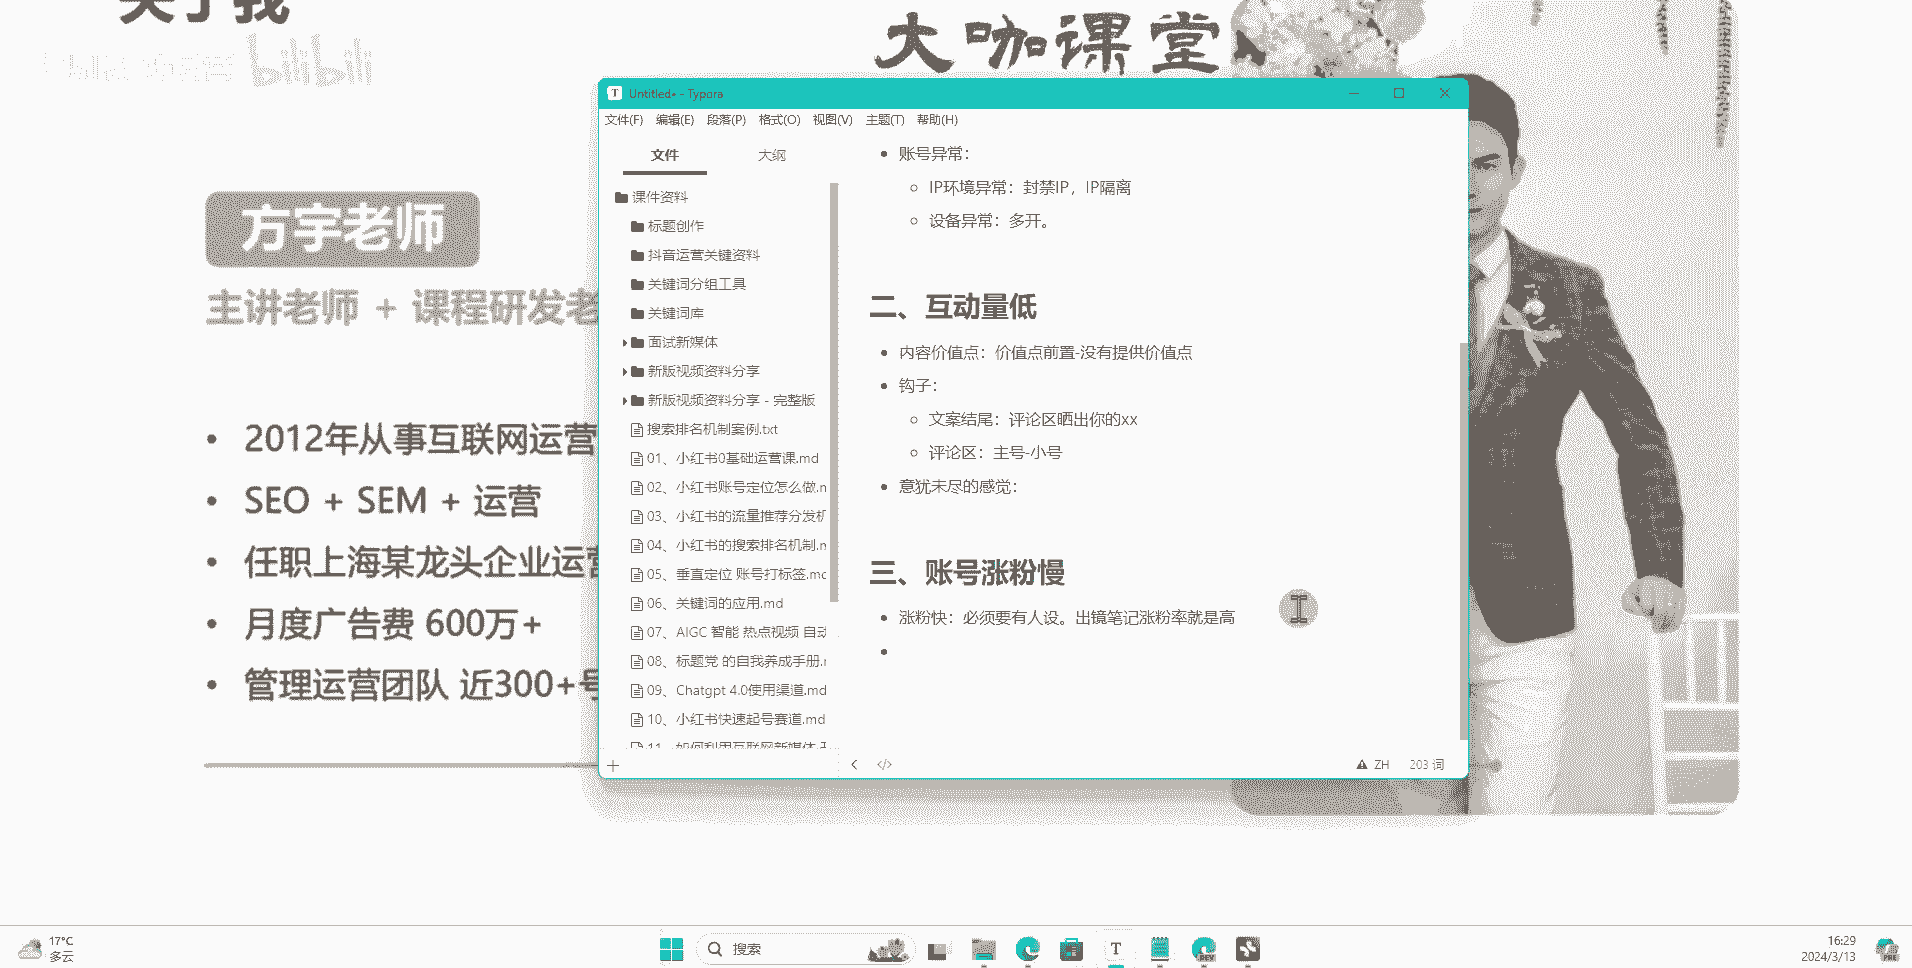 关于我
bilibili
大咖课堂
方宇老师
主讲老师 + 课程研发老
2012年从事互联网运营
SEO + SEM + 运营
任职上海某龙头企业运营
月度广告费 600万+
管理运营团队 近300+号
Untitled• - Typora
文件(F) 编辑(E) 段落(P) 格式(O) 视图(V) 主题(T) 帮助(H)
文件 大纲
课件资料
标题创作
抖音运营关键资料
关键词分组工具
关键词库
面试新媒体
新版视频资料分享
新版视频资料分享 - 完整版
搜索排名机制案例.txt
01、小红书0基础运营课.md
02、小红书账号定位怎么做.m
03、小红书的流量推荐分发机
04、小红书的搜索排名机制.m
05、垂直定位 账号打标签.mc
06、关键词的应用.md
07、AIGC 智能 热点视频 自动
08、标题党 的自我养成手册.r
09、Chatgpt 4.0使用渠道.md
10、小红书快速起号赛道.md
11、如何利用互联网新媒体
账号异常：
IP环境异常：封禁IP，IP隔离
设备异常：多开。
二、互动量低
内容价值点：价值点前置-没有提供价值点
钩子：
文案结尾：评论区晒出你的xx
评论区：主号-小号
意犹未尽的感觉：
三、账号涨粉慢
涨粉快：必须要有人设。出镜笔记涨粉率就是高
ZH 203 词
17°C
多云
搜索
16:29
2024/3/13